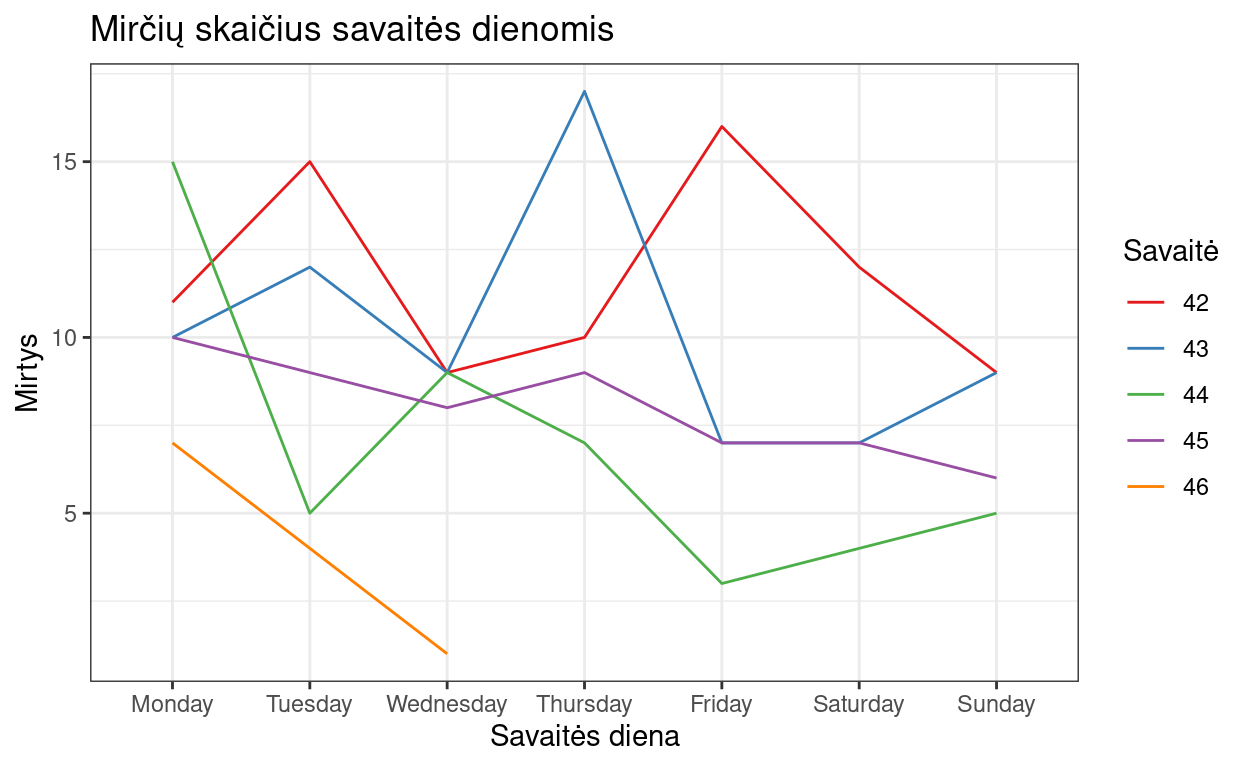 Mirčių skaičius savaitės dienomis
Mirtys
15
10
5
Monday Tuesday Wednesday Thursday Friday Saturday Sunday
Savaitės diena
Savaitė
42
43
44
45
46